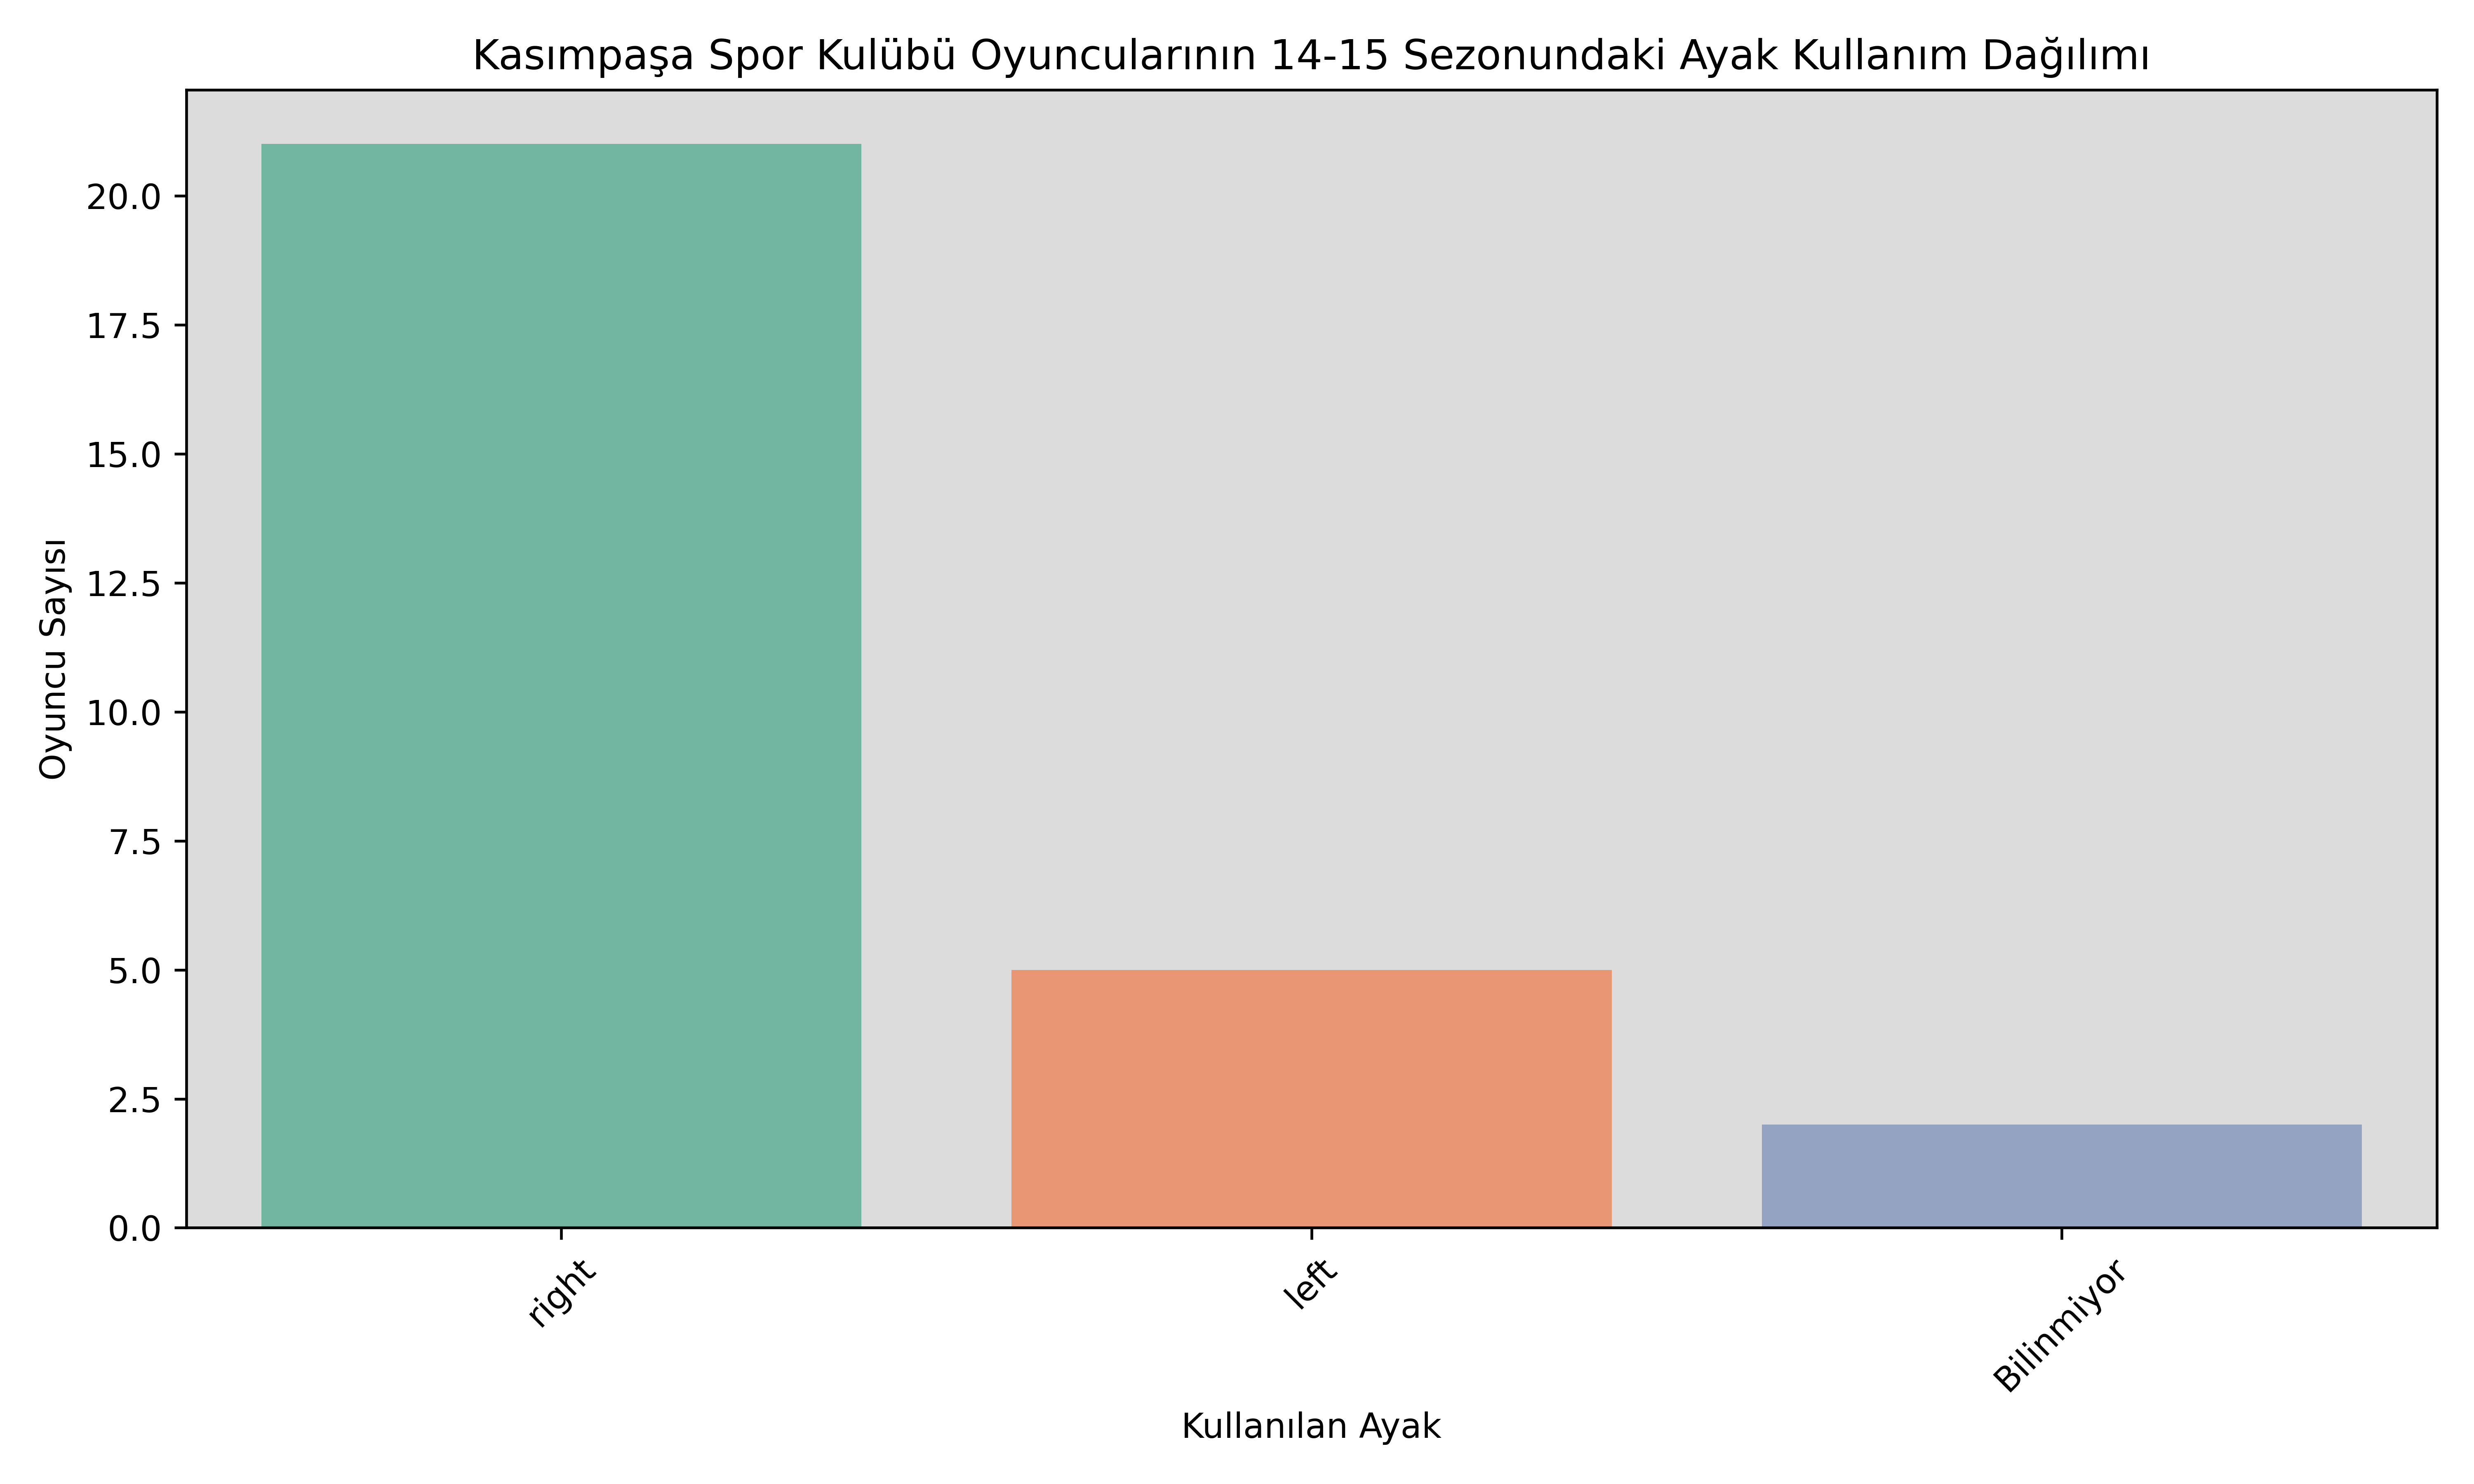 Kasımpaşa Spor Kulübü Oyuncularının 14-15 Sezonundaki Ayak Kullanım Dağılımı
Oyuncu Sayısı
20.0
17.5
15.0
12.5
10.0
7.5
5.0
2.5
0.0
right
left
Bilinmiyor
Kullanılan Ayak